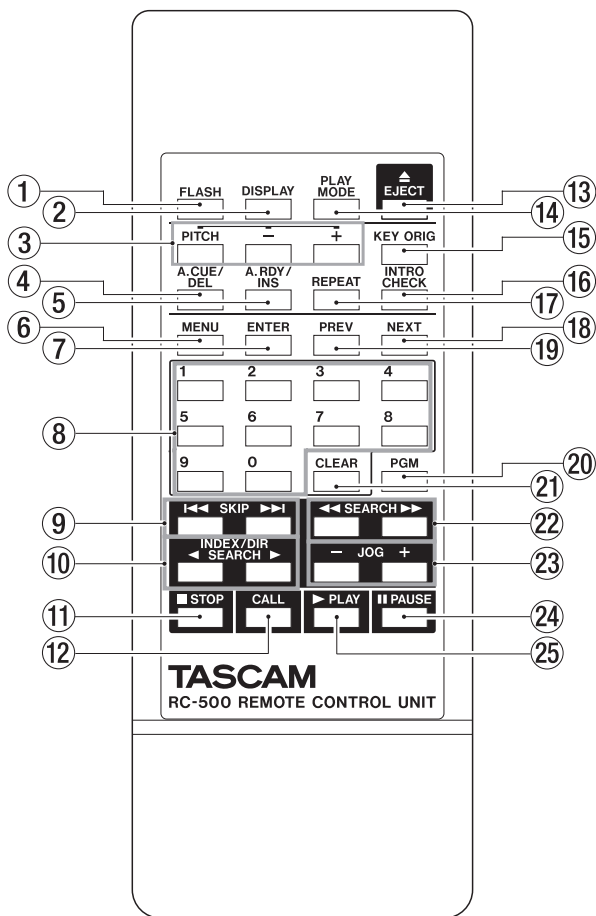 FLASH DISPLAY PLAY MODE ▲ EJECT
PITCH − + KEY ORIG
A.CUE/DEL A.RDY/INS REPEAT INTRO CHECK
MENU ENTER PREV NEXT
1 2 3 4
5 6 7 8
9 0 CLEAR PGM
I◀◀ SKIP ▶▶I ◀◀ SEARCH ▶▶
INDEX/DIR
◀ SEARCH ▶ − JOG +
■ STOP CALL ▶ PLAY II PAUSE
TASCAM
RC-500 REMOTE CONTROL UNIT
1
2
3
4
5
6
7
8
9
10
11
12
13
14
15
16
17
18
19
20
21
22
23
24
25